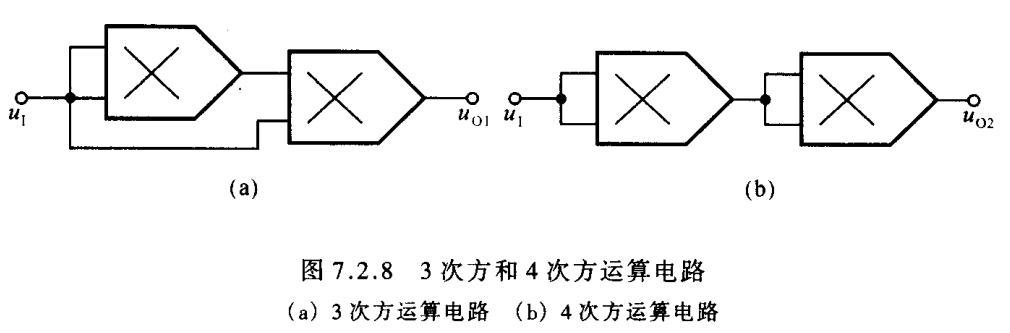 u_I u_O1 u_I u_O2
(a) (b)
图 7.2.8 3 次方和 4 次方运算电路
(a) 3 次方运算电路 (b) 4 次方运算电路